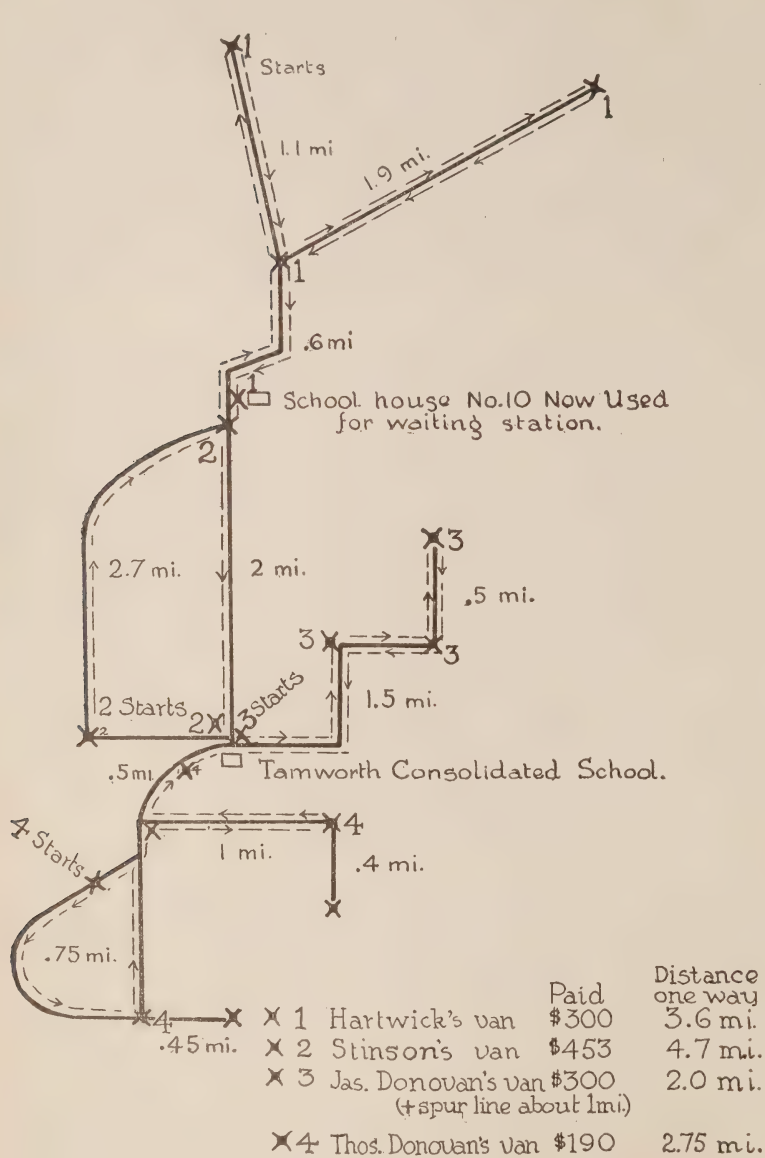 1
Starts
1
1.1 mi
1.9 mi.
1
.6 mi
1
School house No.10 Now Used
for waiting station.
2
2.7 mi.
2 mi.
3
.5 mi.
3
3
1.5 mi.
2 Starts
2
3 Starts
2
.5 mi.
4
Tamworth Consolidated School.
4
1 mi.
.4 mi.
4 Starts
.75 mi.
4
.45 mi.
Paid Distance one way
1 Hartwick's van $300 3.6 mi.
2 Stinson's van $453 4.7 mi.
3 Jas. Donovan's van $300 2.0 mi.
(+ spur line about 1mi.)
4 Thos. Donovan's van $190 2.75 mi.